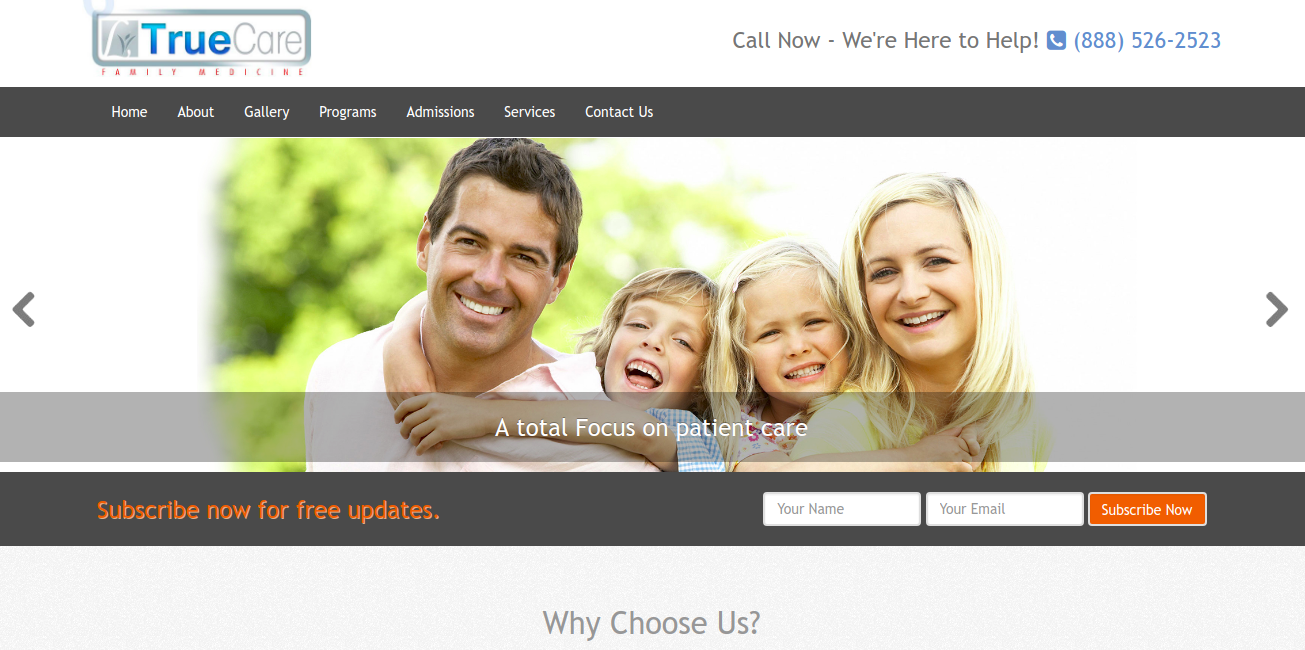 TrueCare
FAMILY MEDICINE
Call Now - We're Here to Help! (888) 526-2523
Home About Gallery Programs Admissions Services Contact Us
A total Focus on patient care
Subscribe now for free updates.
Your Name Your Email Subscribe Now
Why Choose Us?